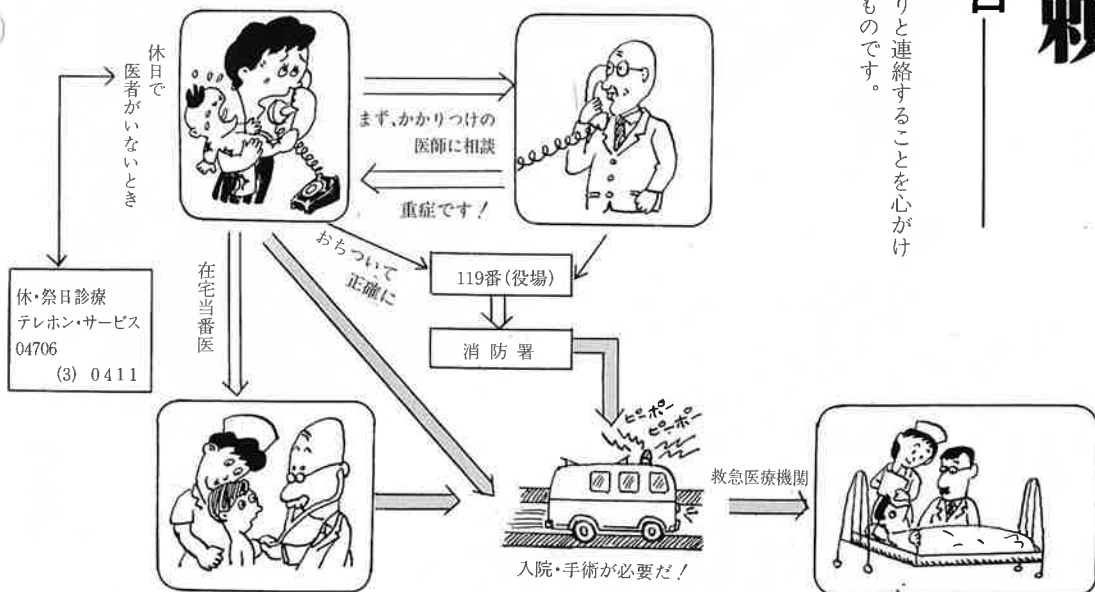 頼
りと連絡することを心がけ
ものです。
休日で
医者がいないとき
まず、かかりつけの
医師に相談
重症です!
おちついて
正確に
119番(役場)
消防署
在宅当番医
休・祭日診療
テレホン・サービス
04706
(3) 0411
ピーポー
ピーポー
救急医療機関
入院・手術が必要だ!